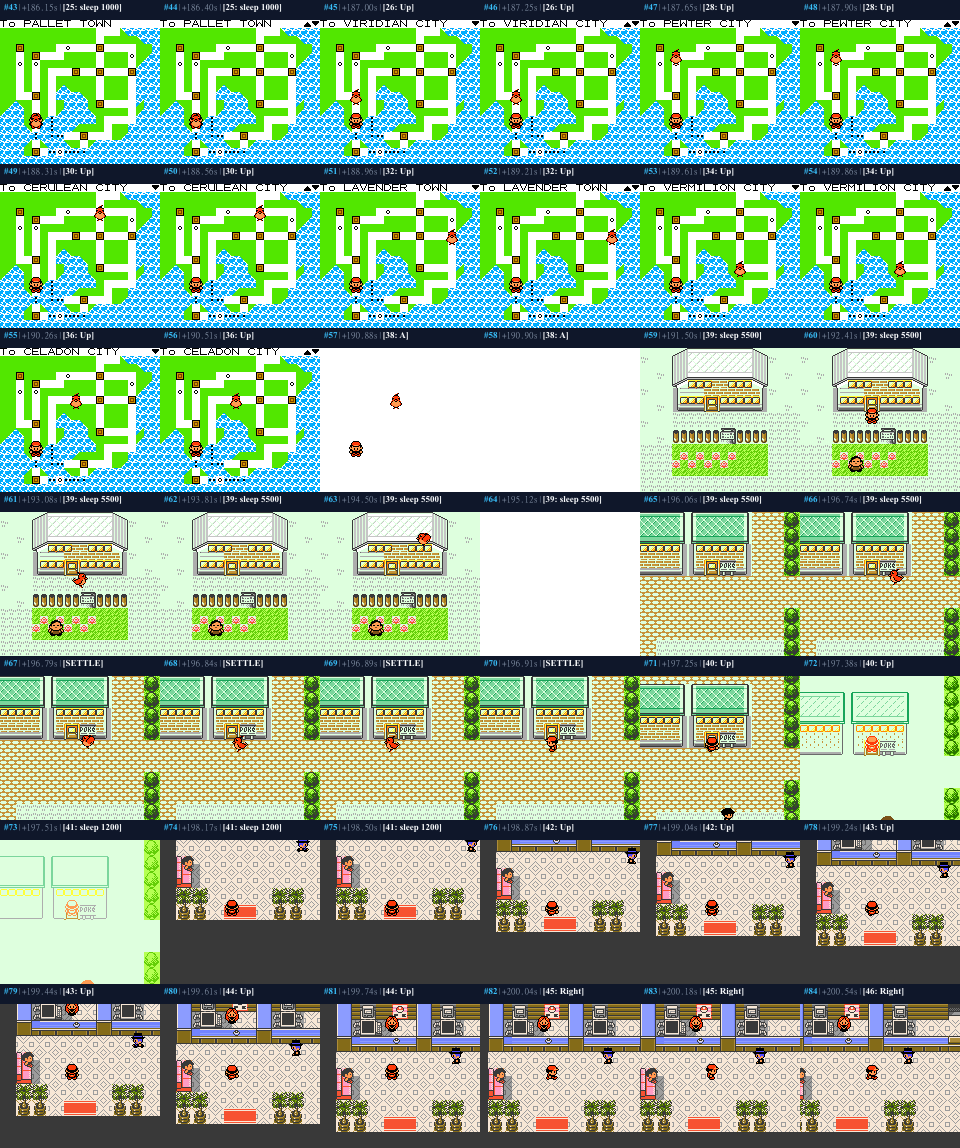 #43 | +186.15s | [25: sleep 1000]
#44 | +186.40s | [25: sleep 1000]
#45 | +187.00s | [26: Up]
#46 | +187.25s | [26: Up]
#47 | +187.65s | [28: Up]
#48 | +187.90s | [28: Up]
To PALLET TOWN
To PALLET TOWN
To VIRIDIAN CITY
To VIRIDIAN CITY
To PEWTER CITY
To PEWTER CITY
#49 | +188.31s | [30: Up]
#50 | +188.56s | [30: Up]
#51 | +188.96s | [32: Up]
#52 | +189.21s | [32: Up]
#53 | +189.61s | [34: Up]
#54 | +189.86s | [34: Up]
To CERULEAN CITY
To CERULEAN CITY
To LAVENDER TOWN
To LAVENDER TOWN
To VERMILION CITY
To VERMILION CITY
#55 | +190.26s | [36: Up]
#56 | +190.51s | [36: Up]
#57 | +190.88s | [38: A]
#58 | +190.90s | [38: A]
#59 | +191.50s | [39: sleep 5500]
#60 | +192.41s | [39: sleep 5500]
To CELADON CITY
To CELADON CITY
#61 | +193.08s | [39: sleep 5500]
#62 | +193.81s | [39: sleep 5500]
#63 | +194.50s | [39: sleep 5500]
#64 | +195.12s | [39: sleep 5500]
#65 | +196.06s | [39: sleep 5500]
#66 | +196.74s | [39: sleep 5500]
POKé
POKé
#67 | +196.79s | [SETTLE]
#68 | +196.84s | [SETTLE]
#69 | +196.89s | [SETTLE]
#70 | +196.91s | [SETTLE]
#71 | +197.25s | [40: Up]
#72 | +197.38s | [40: Up]
POKé
POKé
POKé
POKé
POKé
POKé
#73 | +197.51s | [41: sleep 1200]
#74 | +198.17s | [41: sleep 1200]
#75 | +198.50s | [41: sleep 1200]
#76 | +198.87s | [42: Up]
#77 | +199.04s | [42: Up]
#78 | +199.24s | [43: Up]
POKé
#79 | +199.44s | [43: Up]
#80 | +199.61s | [44: Up]
#81 | +199.74s | [44: Up]
#82 | +200.04s | [45: Right]
#83 | +200.18s | [45: Right]
#84 | +200.54s | [46: Right]